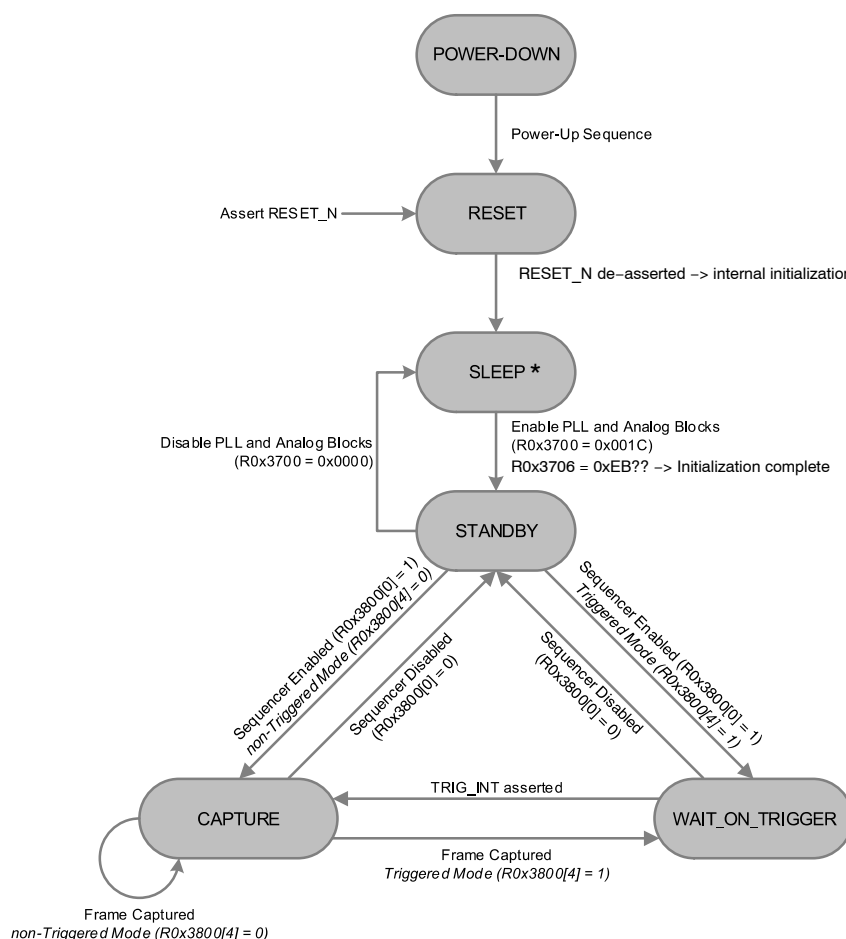 POWER-DOWN
Power-Up Sequence
Assert RESET_N
RESET
RESET_N de-asserted -> internal initialization
SLEEP *
Disable PLL and Analog Blocks
(R0x3700 = 0x0000)
Enable PLL and Analog Blocks
(R0x3700 = 0x001C)
R0x3706 = 0xEB?? -> Initialization complete
STANDBY
Sequencer Enabled (R0x3800[0] = 1)
non-Triggered Mode (R0x3800[4] = 0)
Sequencer Disabled
(R0x3800[0] = 0)
Sequencer Disabled
(R0x3800[0] = 0)
Sequencer Enabled (R0x3800[0] = 1)
Triggered Mode (R0x3800[4] = 1)
TRIG_INT asserted
CAPTURE
WAIT_ON_TRIGGER
Frame Captured
Triggered Mode (R0x3800[4] = 1)
Frame Captured
non-Triggered Mode (R0x3800[4] = 0)